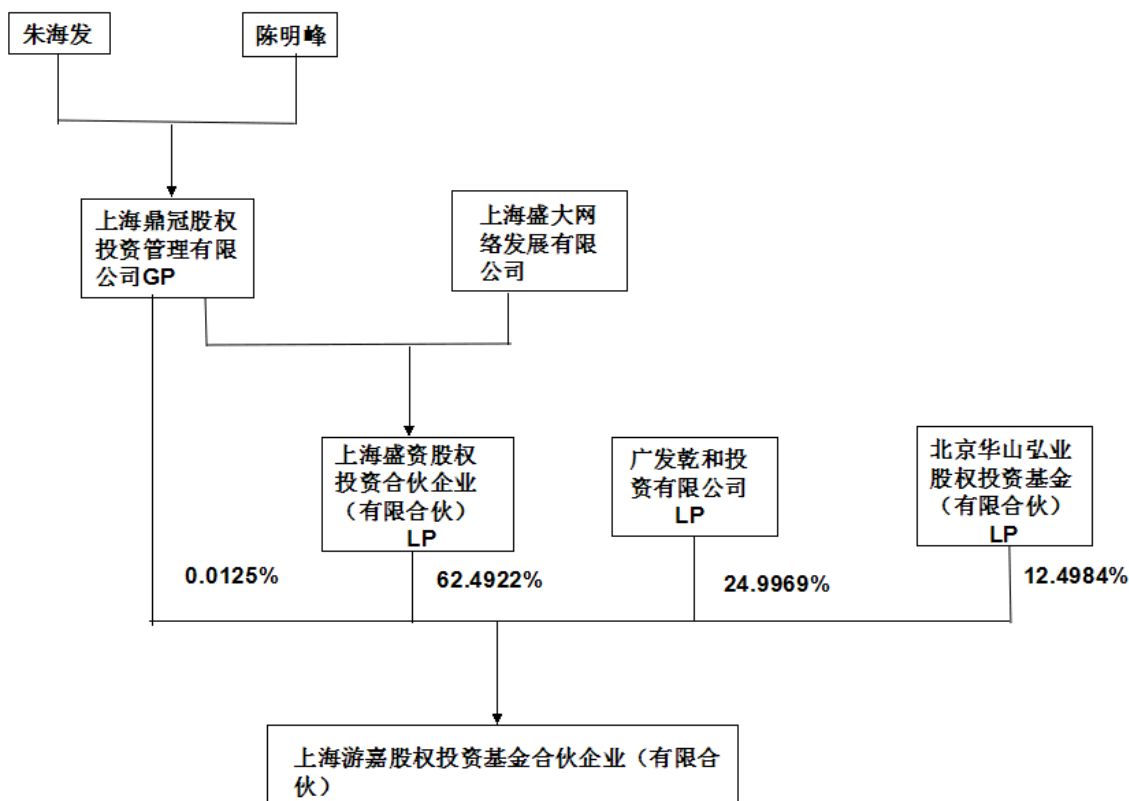 朱海发
陈明峰
上海鼎冠股权
投资管理有限
公司GP
上海盛大网
络发展有限
公司
上海盛资股权
投资合伙企业
（有限合伙）
LP
广发乾和投
资有限公司
LP
北京华山弘业
股权投资基金
（有限合伙）
LP
0.0125%
62.4922%
24.9969%
12.4984%
上海游嘉股权投资基金合伙企业（有限合
伙）